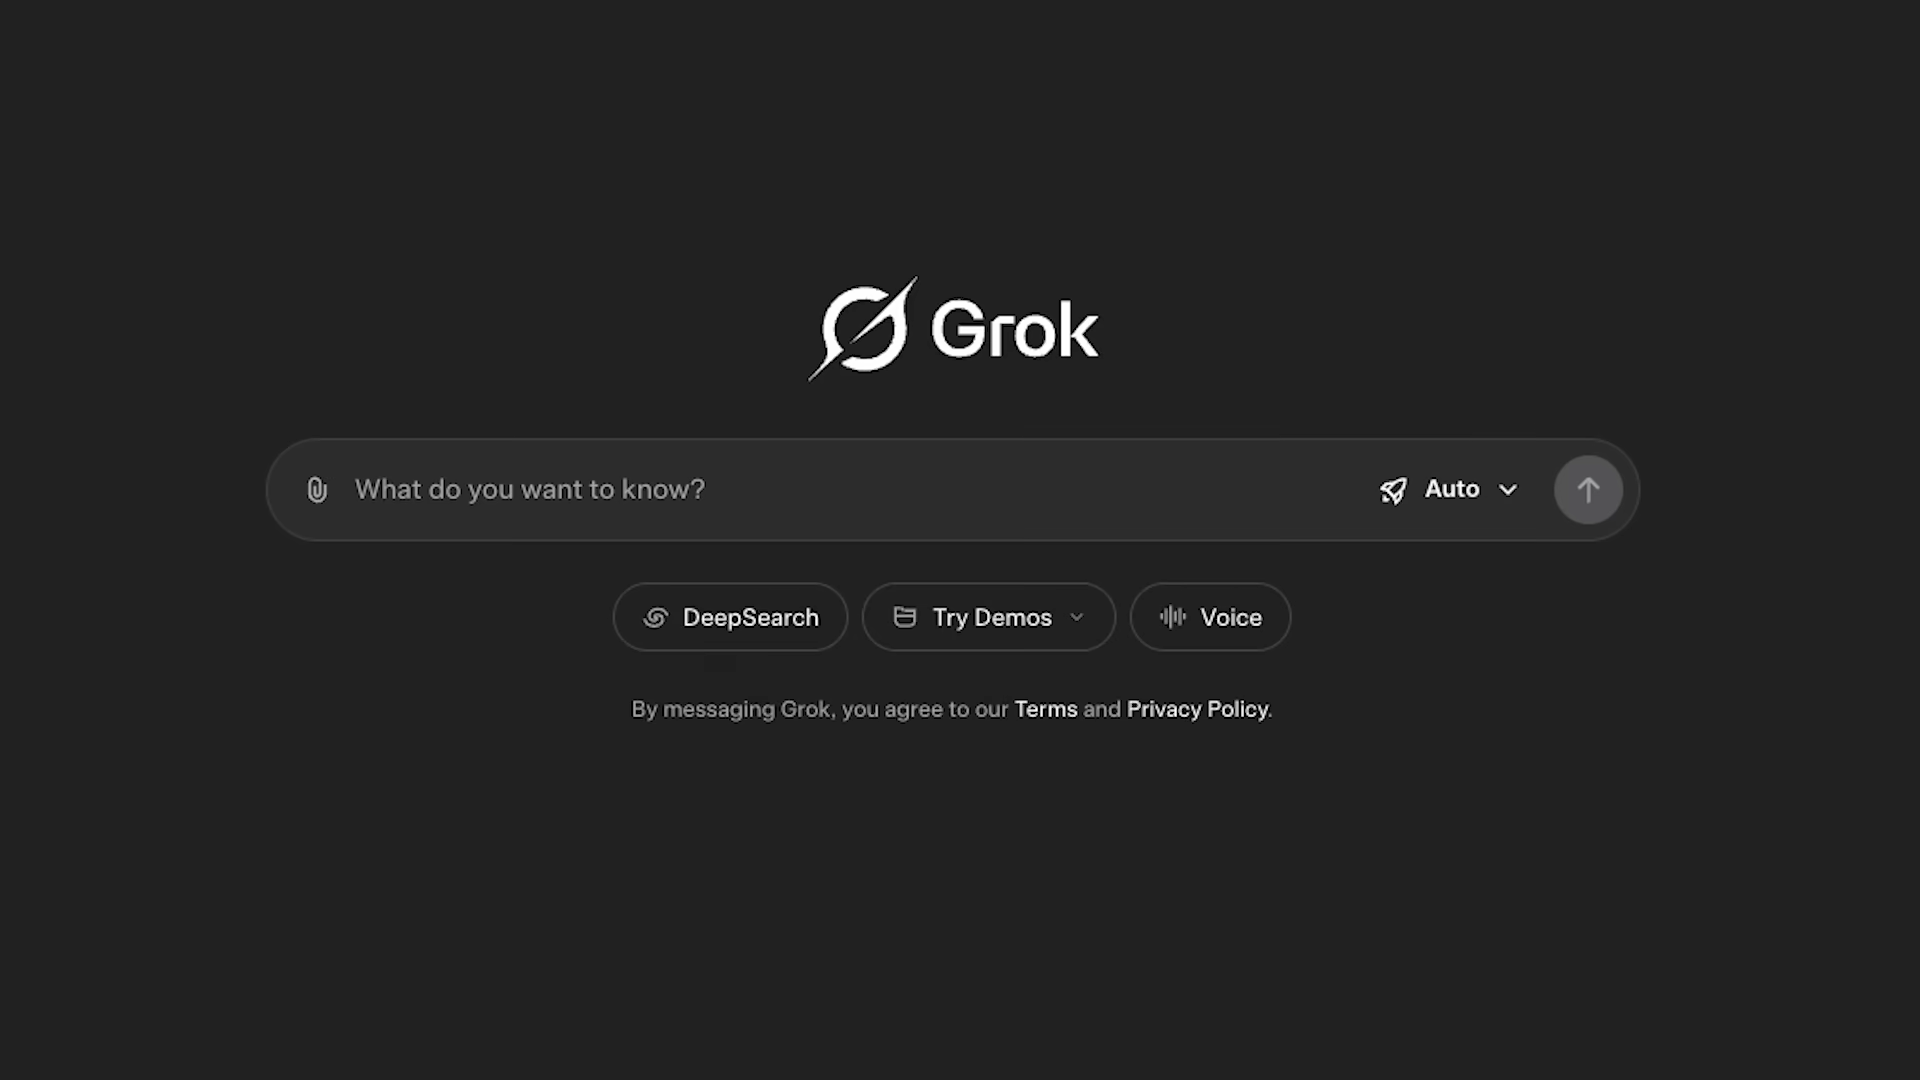 Grok
What do you want to know?
Auto
DeepSearch
Try Demos
Voice
By messaging Grok, you agree to our Terms and Privacy Policy.